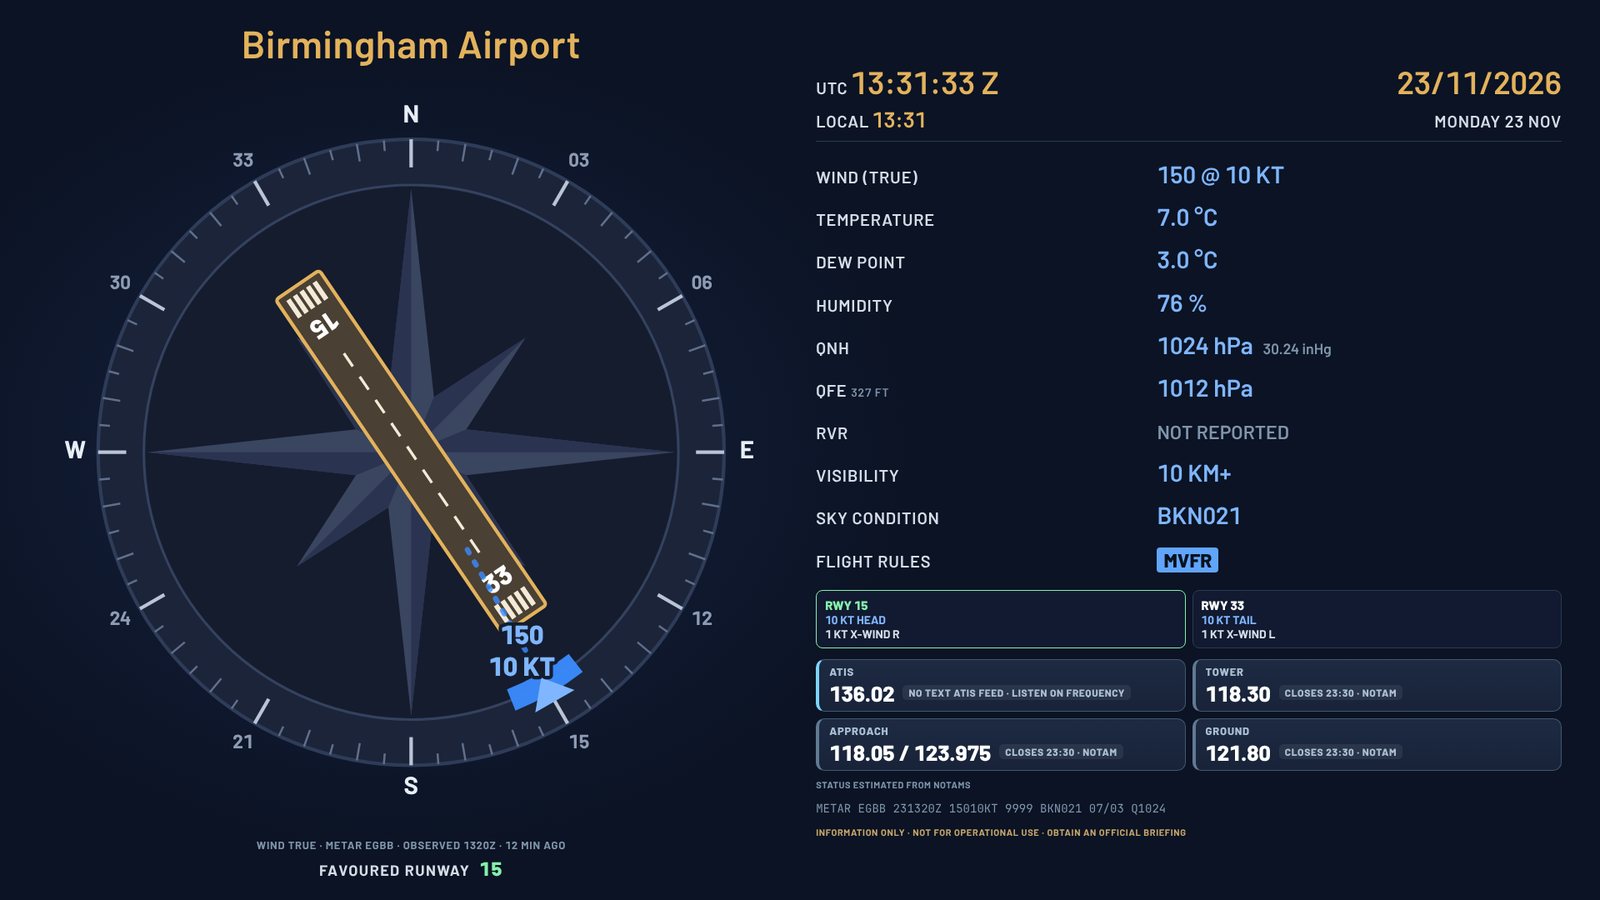 Birmingham Airport
N
33
03
30
06
W
E
24
12
21
15
S
15
33
150
10 KT
WIND TRUE · METAR EGBB · OBSERVED 1320Z · 12 MIN AGO
FAVOURED RUNWAY 15
UTC 13:31:33 Z
23/11/2026
LOCAL 13:31
MONDAY 23 NOV
WIND (TRUE) 150 @ 10 KT
TEMPERATURE 7.0 °C
DEW POINT 3.0 °C
HUMIDITY 76 %
QNH 1024 hPa 30.24 inHg
QFE 327 FT 1012 hPa
RVR NOT REPORTED
VISIBILITY 10 KM+
SKY CONDITION BKN021
FLIGHT RULES MVFR
RWY 15
10 KT HEAD
1 KT X-WIND R
RWY 33
10 KT TAIL
1 KT X-WIND L
ATIS
136.02 NO TEXT ATIS FEED · LISTEN ON FREQUENCY
TOWER
118.30 CLOSES 23:30 · NOTAM
APPROACH
118.05 / 123.975 CLOSES 23:30 · NOTAM
GROUND
121.80 CLOSES 23:30 · NOTAM
STATUS ESTIMATED FROM NOTAMS
METAR EGBB 231320Z 15010KT 9999 BKN021 07/03 Q1024
INFORMATION ONLY · NOT FOR OPERATIONAL USE · OBTAIN AN OFFICIAL BRIEFING